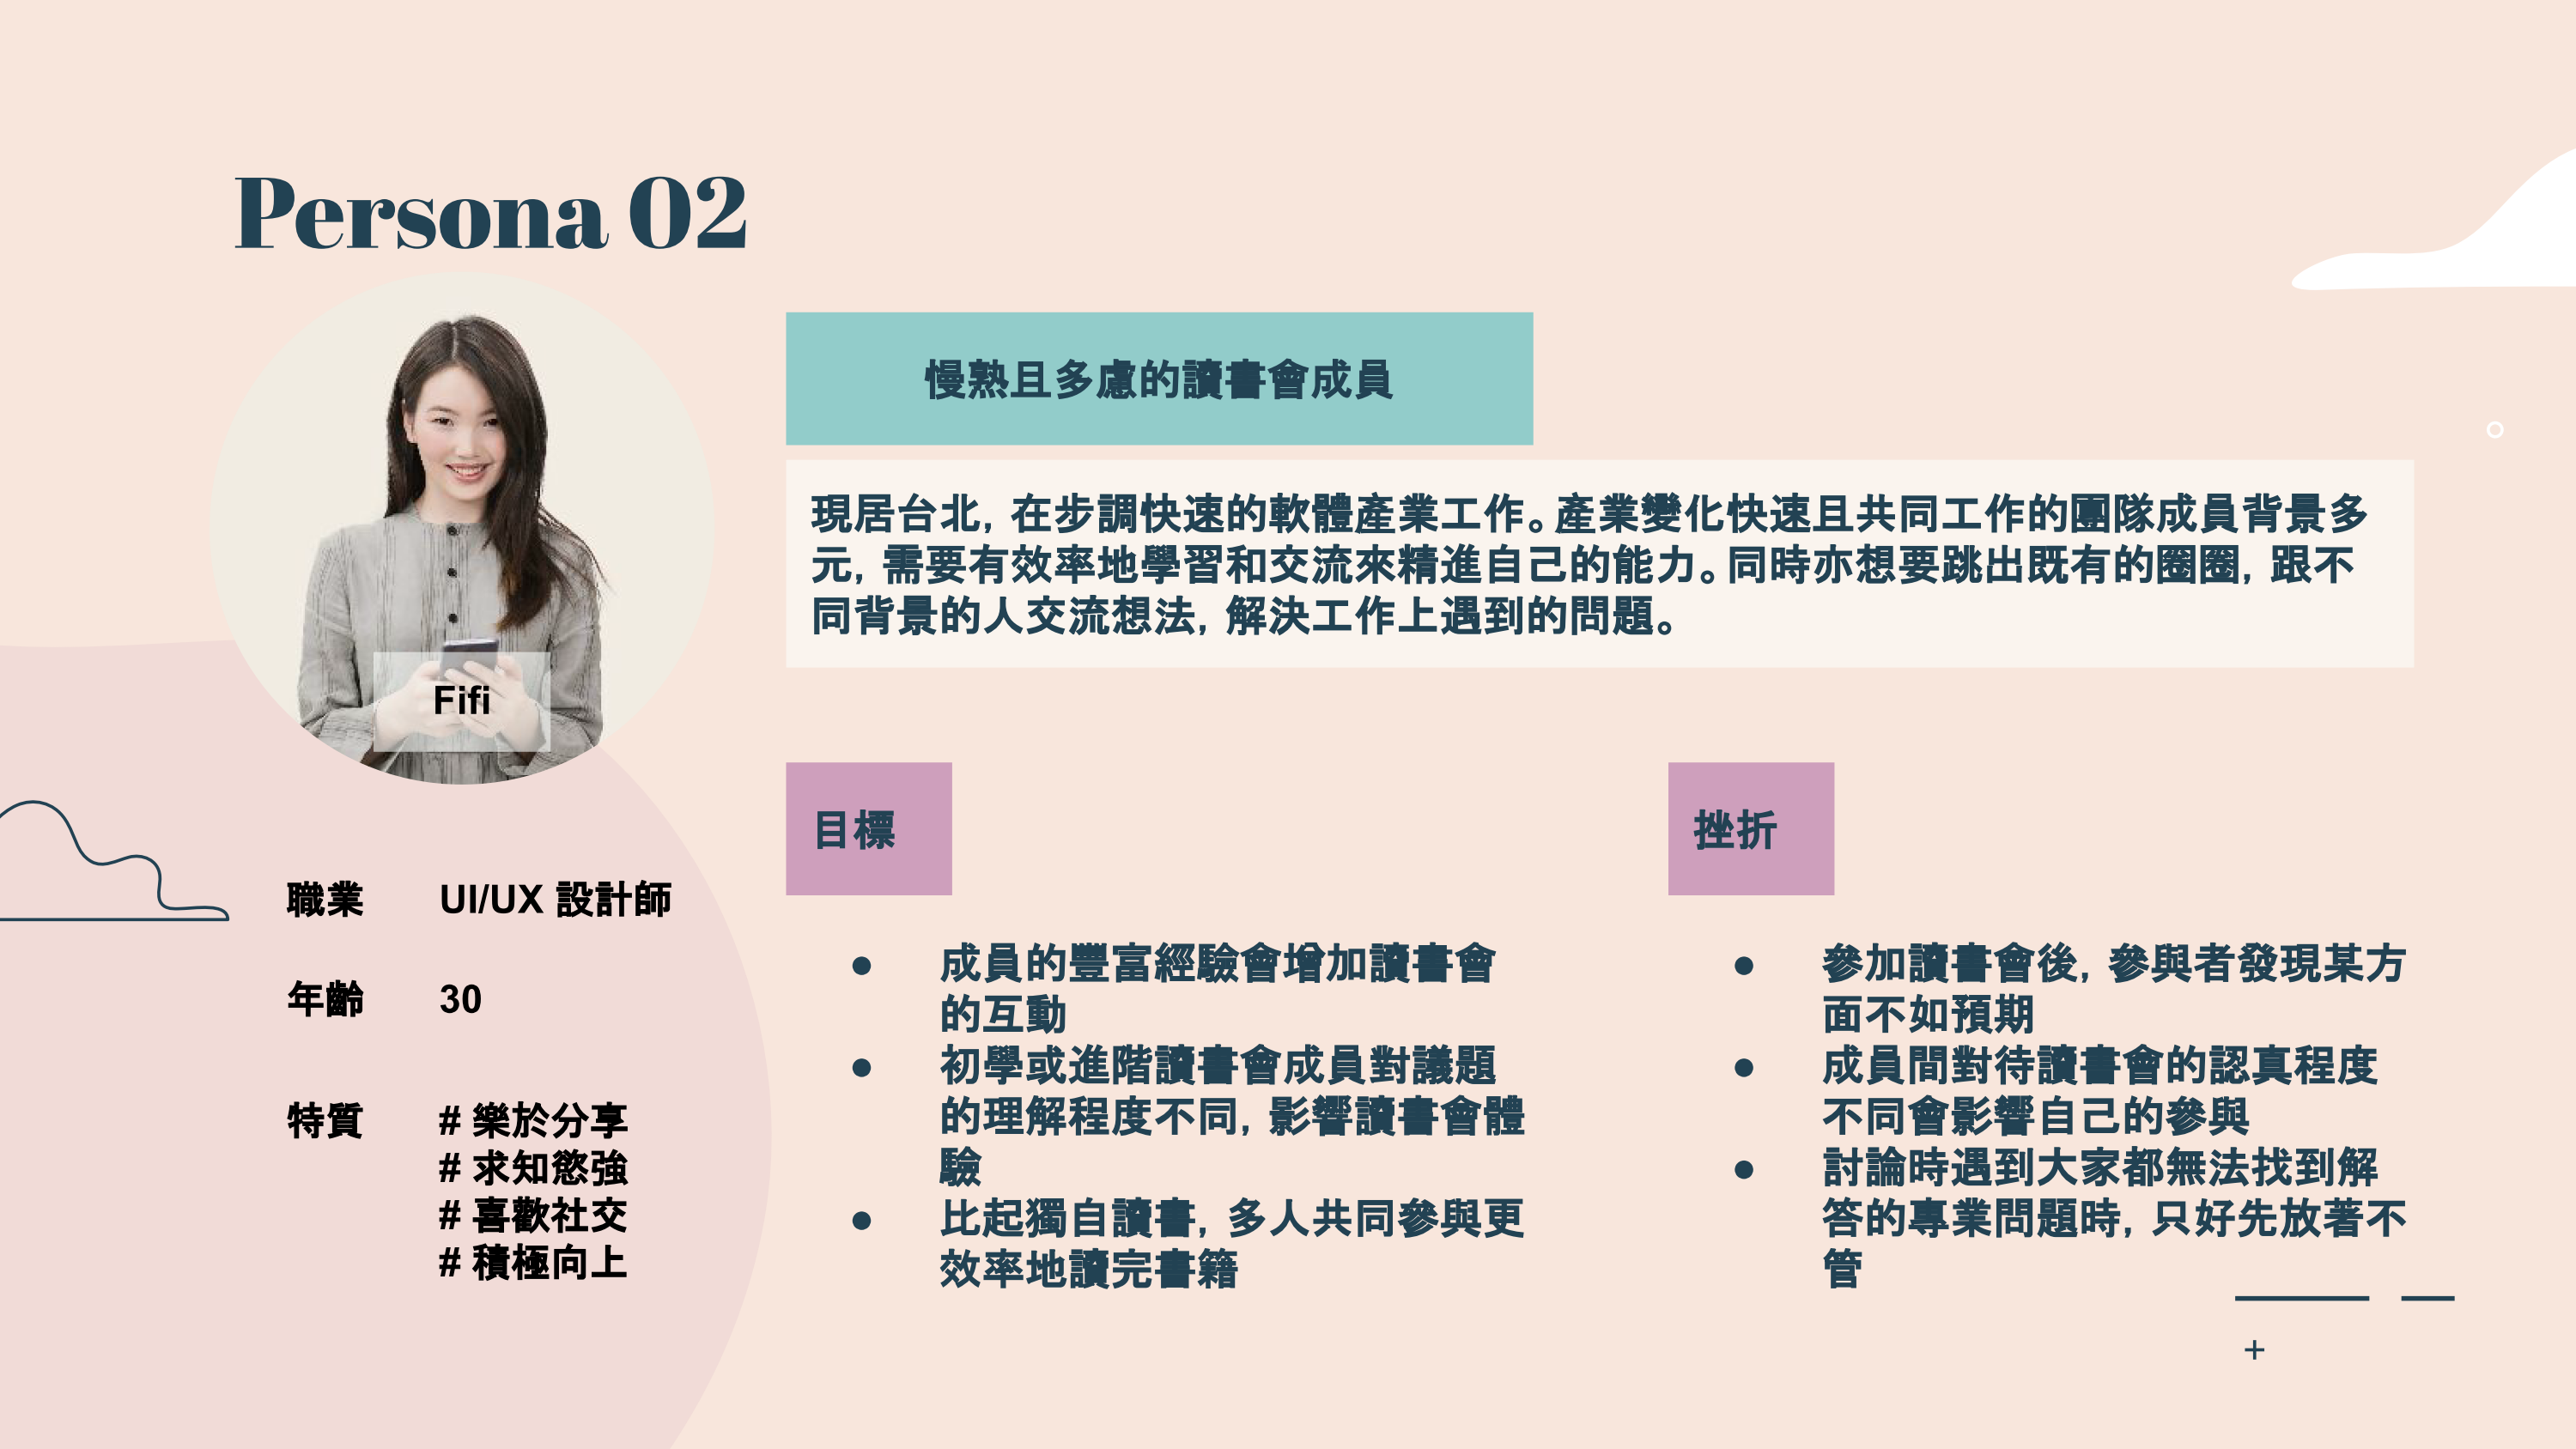 Persona 02
Fifi
職業 UI/UX 設計師
年齡 30
特質 # 樂於分享
# 求知慾強
# 喜歡社交
# 積極向上
慢熟且多慮的讀書會成員
現居台北, 在步調快速的軟體產業工作。產業變化快速且共同工作的團隊成員背景多
元, 需要有效率地學習和交流來精進自己的能力。同時亦想要跳出既有的圈圈, 跟不
同背景的人交流想法, 解決工作上遇到的問題。
目標
● 成員的豐富經驗會增加讀書會
的互動
● 初學或進階讀書會成員對議題
的理解程度不同, 影響讀書會體
驗
● 比起獨自讀書, 多人共同參與更
效率地讀完書籍
挫折
● 參加讀書會後, 參與者發現某方
面不如預期
● 成員間對待讀書會的認真程度
不同會影響自己的參與
● 討論時遇到大家都無法找到解
答的專業問題時, 只好先放著不
管